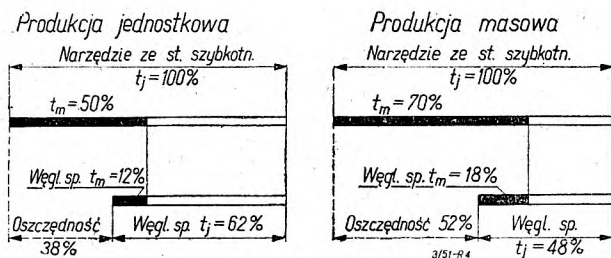 Produkcja jednostkowa
Narzędzie ze st. szybkotn.
tj=100%
tm=50%
Węgl. sp. tm=12%
Oszczędność
38%
Węgl. sp. tj=62%
Produkcja masowa
Narzędzie ze st. szybkotn.
tj=100%
tm=70%
Węgl. sp. tm=18%
Oszczędność 52%
Węgl. sp.
tj=48%
3/51-R4